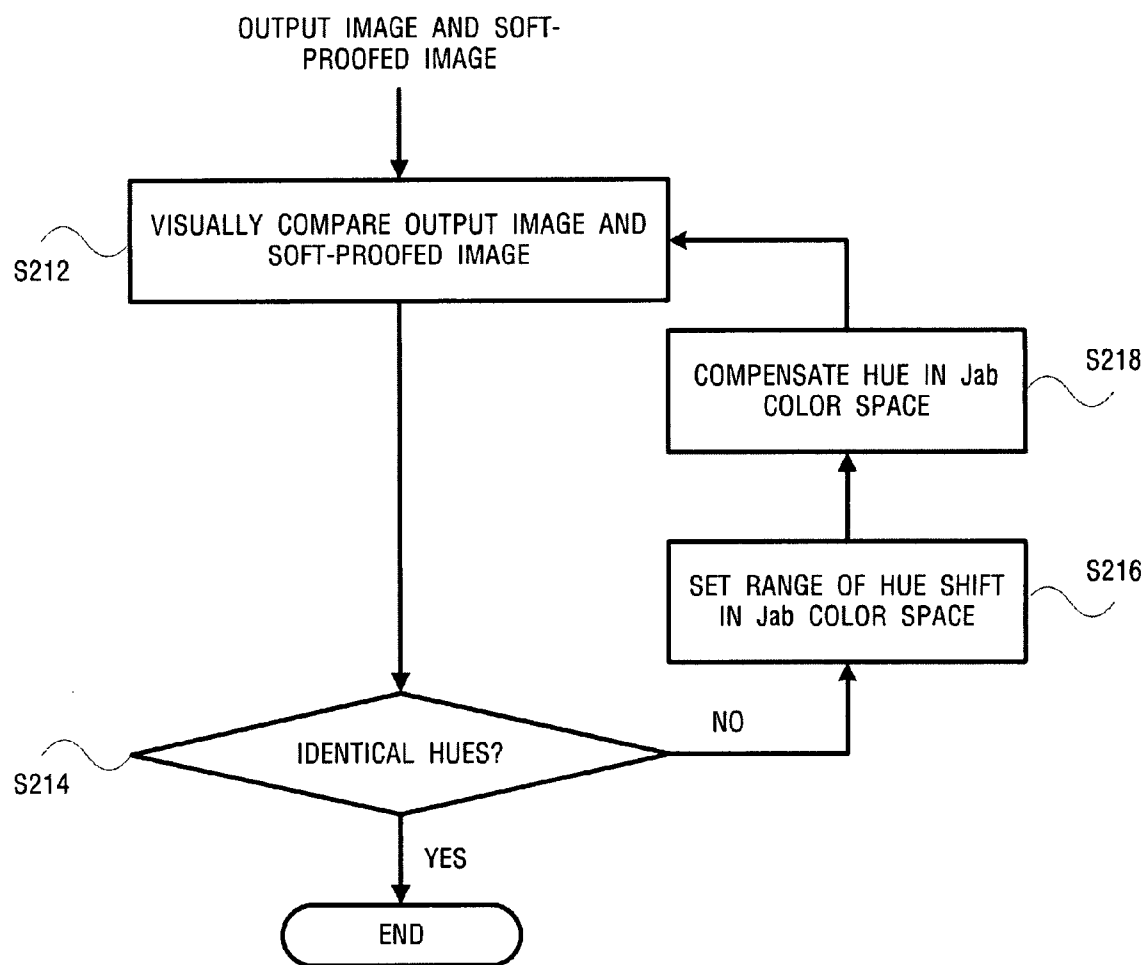 OUTPUT IMAGE AND SOFT-
PROOFED IMAGE
VISUALLY COMPARE OUTPUT IMAGE AND
SOFT-PROOFED IMAGE
S212
COMPENSATE HUE IN Jab
COLOR SPACE
S218
SET RANGE OF HUE SHIFT
IN Jab COLOR SPACE
S216
IDENTICAL HUES?
NO
S214
YES
END